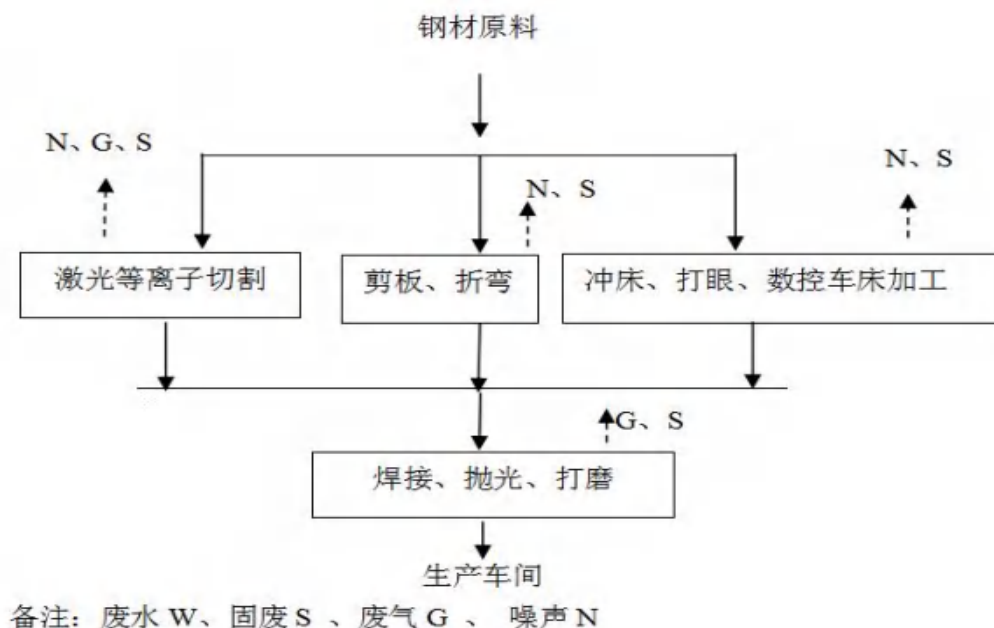 钢材原料
N、G、S
N、S
N、S
激光等离子切割
剪板、折弯
冲床、打眼、数控车床加工
G、S
焊接、抛光、打磨
生产车间
备注：废水 W、固废 S 、废气 G 、 噪声 N